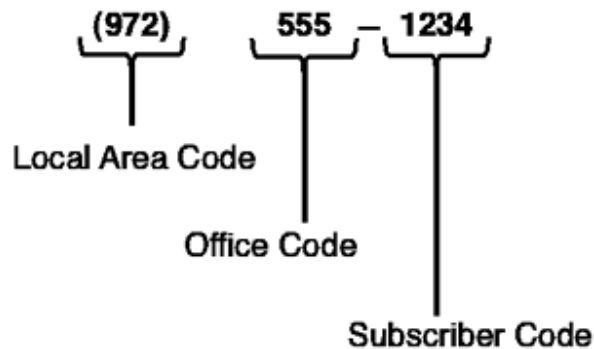 (972) 555 – 1234
Local Area Code
Office Code
Subscriber Code